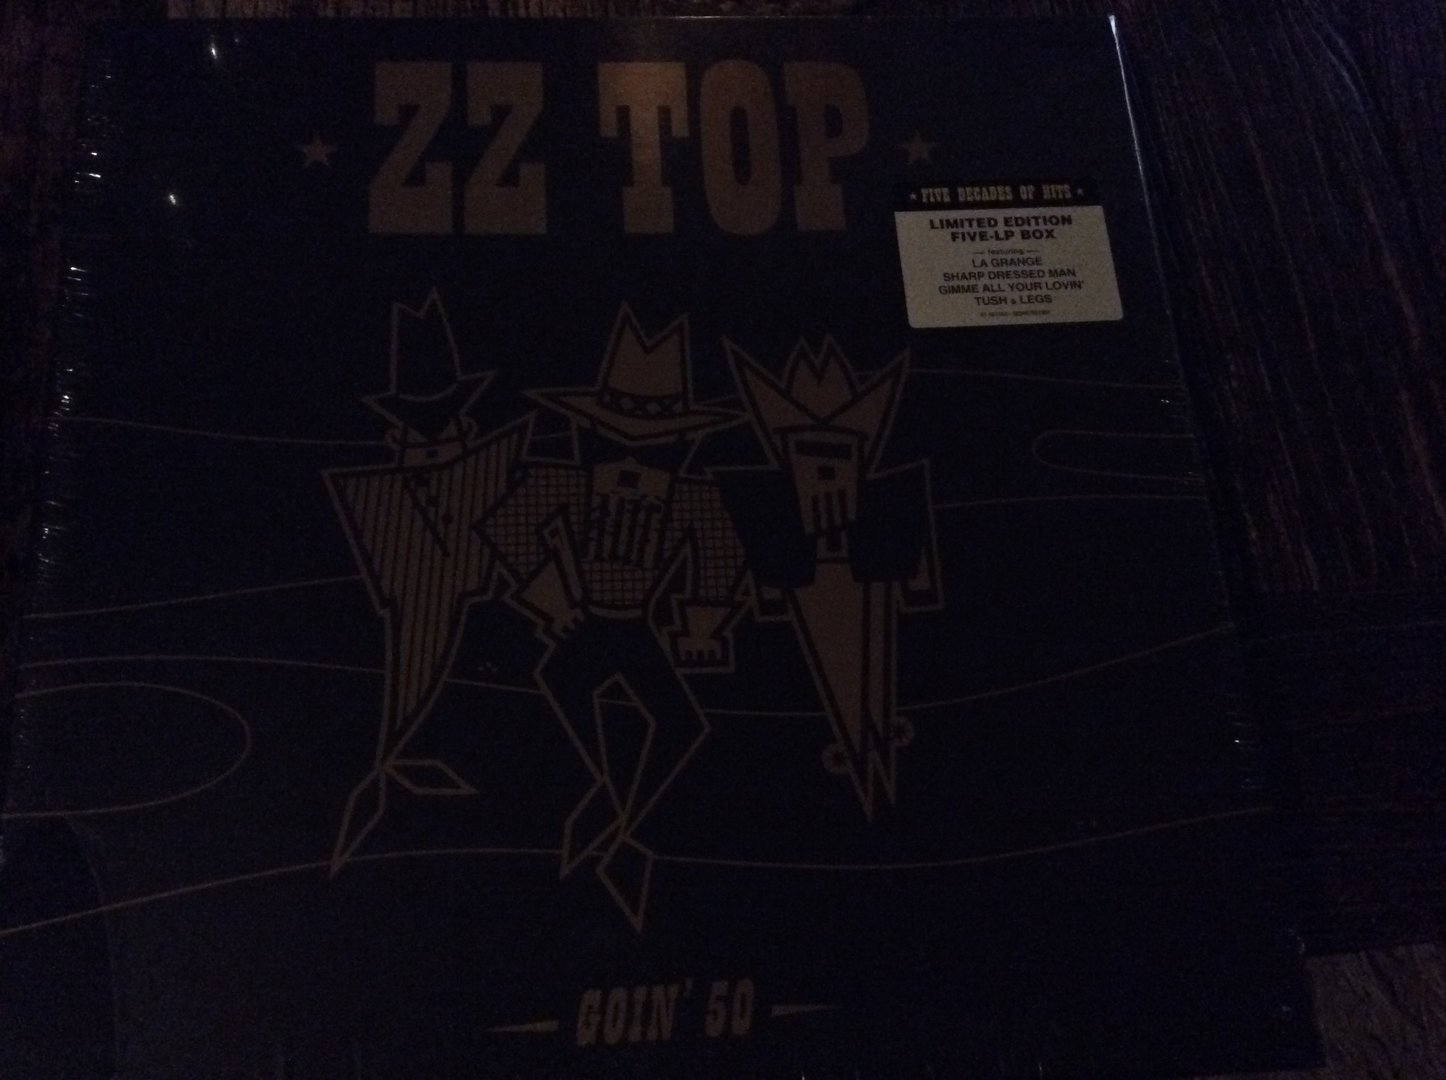 ZZ TOP
FIVE DECADES OF HITS
LIMITED EDITION
FIVE-LP BOX
featuring
LA GRANGE
SHARP DRESSED MAN
GIMME ALL YOUR LOVIN'
TUSH & LEGS
GOIN' 50